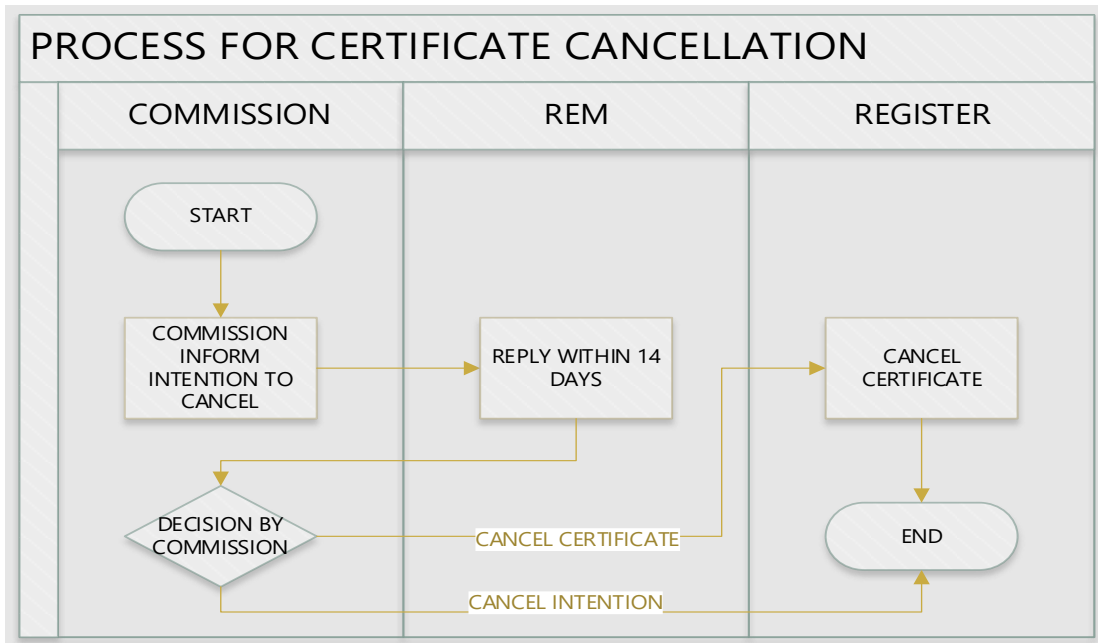 PROCESS FOR CERTIFICATE CANCELLATION
COMMISSION
REM
REGISTER
START
COMMISSION
INFORM
INTENTION TO
CANCEL
REPLY WITHIN 14
DAYS
CANCEL
CERTIFICATE
DECISION BY
COMMISSION
CANCEL CERTIFICATE
END
CANCEL INTENTION